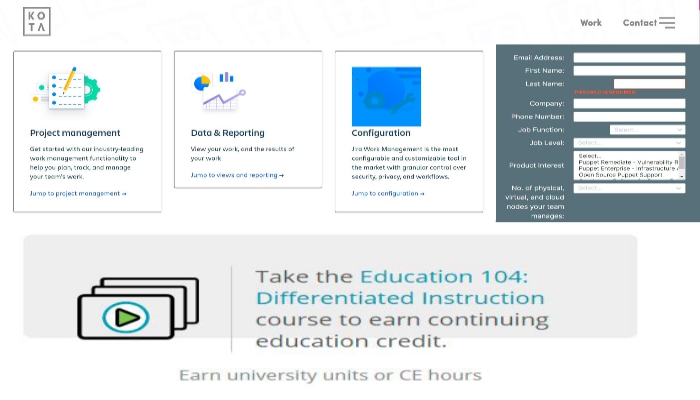 KO
TA
Work
Contact
Project management
Get started with our industry-leading
work management functionality to
help you plan, track, and manage
your team's work.
Jump to project management →
Data & Reporting
View your work, and the results of
your work
Jump to views and reporting →
Configuration
Jira Work Management is the most
configurable and customizable tool in
the market with granular control over
security, privacy, and workflows.
Jump to configuration →
Email Address:
First Name:
Last Name:
Company:
Phone Number:
Job Function:
Select...
Job Level:
Select...
Product Interest
Select...
Puppet Remediate - Vulnerability R
Puppet Enterprise - Infrastructure
Open Source Puppet Support
No. of physical,
virtual, and cloud
nodes your team
manages:
Select...
Take the Education 104:
Differentiated Instruction
course to earn continuing
education credit.
Earn university units or CE hours